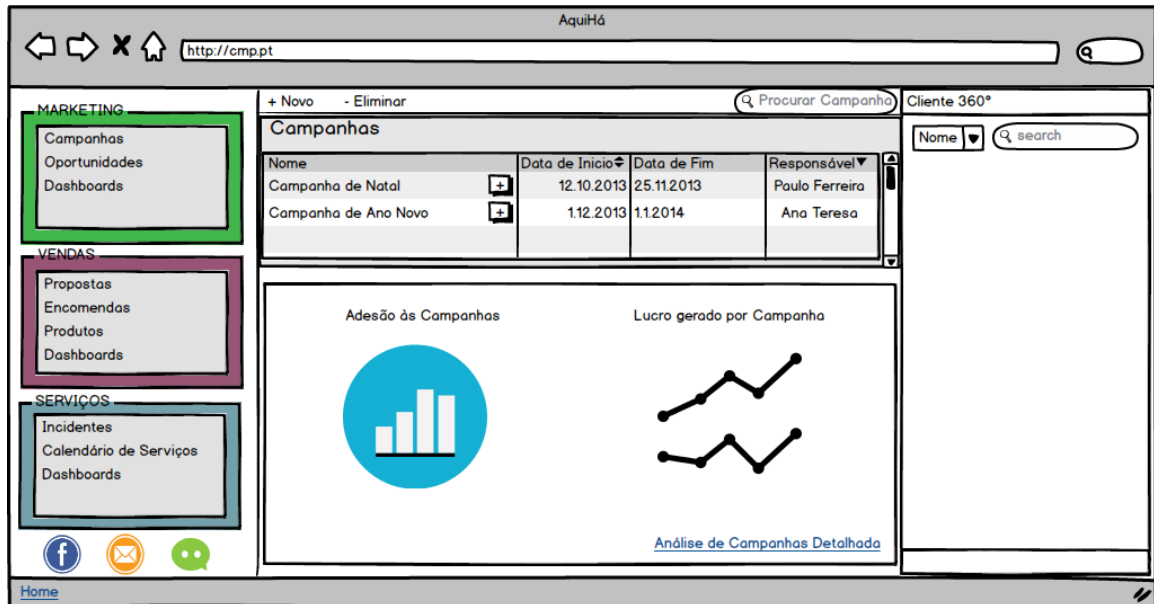 AquiHá
http://cmp.pt
MARKETING
Campanhas
Oportunidades
Dashboards
VENDAS
Propostas
Encomendas
Produtos
Dashboards
SERVIÇOS
Incidentes
Calendário de Serviços
Dashboards
+ Novo - Eliminar
Procurar Campanha
Campanhas
Nome Data de Inicio Data de Fim Responsável
Campanha de Natal + 12.10.2013 25.11.2013 Paulo Ferreira
Campanha de Ano Novo + 1.12.2013 1.1.2014 Ana Teresa
Adesão às Campanhas
Lucro gerado por Campanha
Análise de Campanhas Detalhada
Cliente 360°
Nome
search
Home